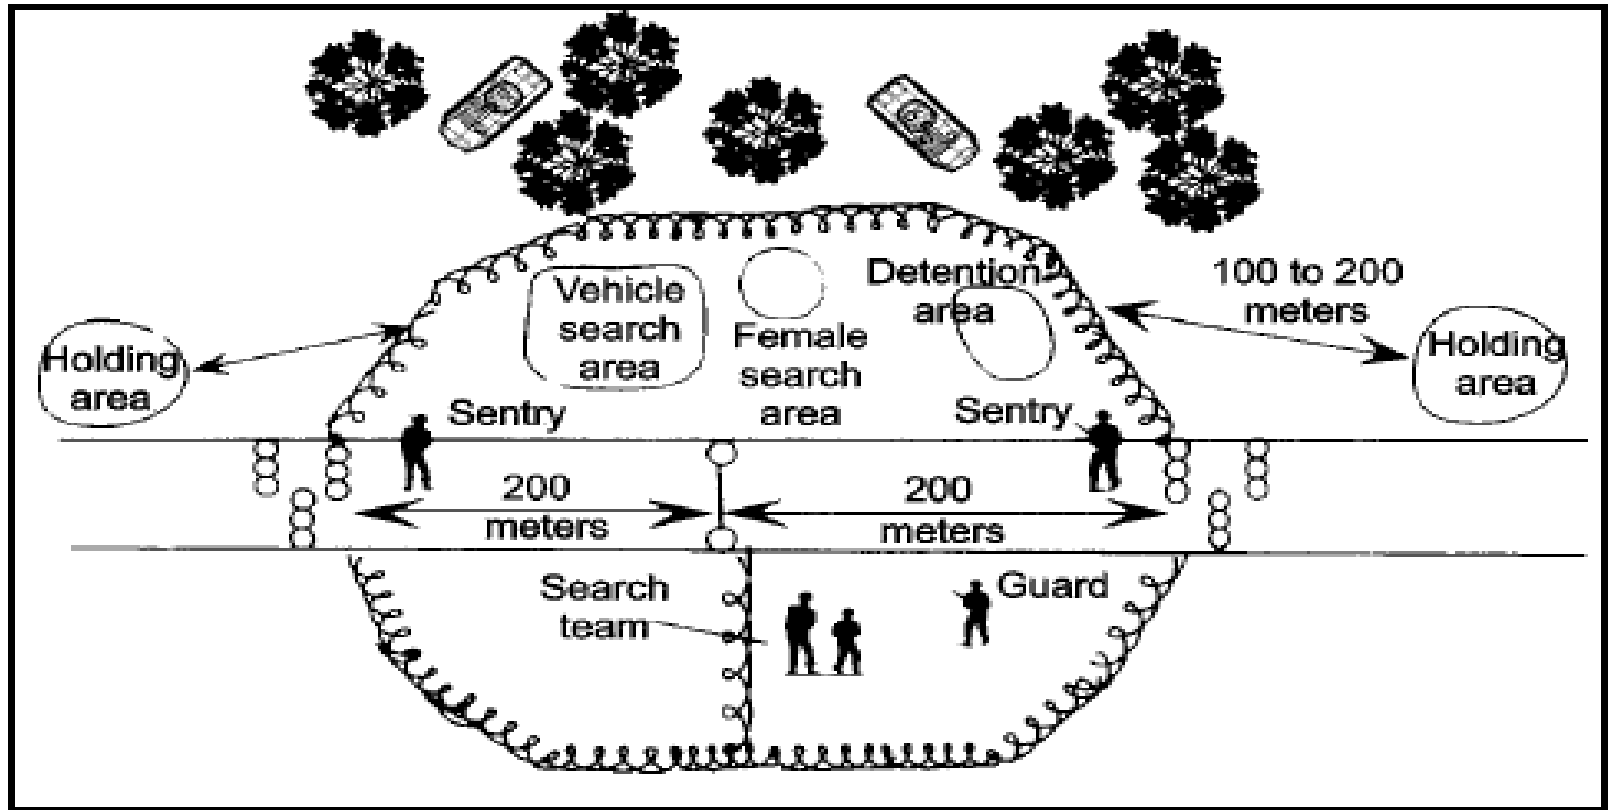 Holding
area
Vehicle
search
area
Female
search
area
Detention
area
100 to 200
meters
Holding
area
Sentry
Sentry
200
meters
200
meters
Search
team
Guard